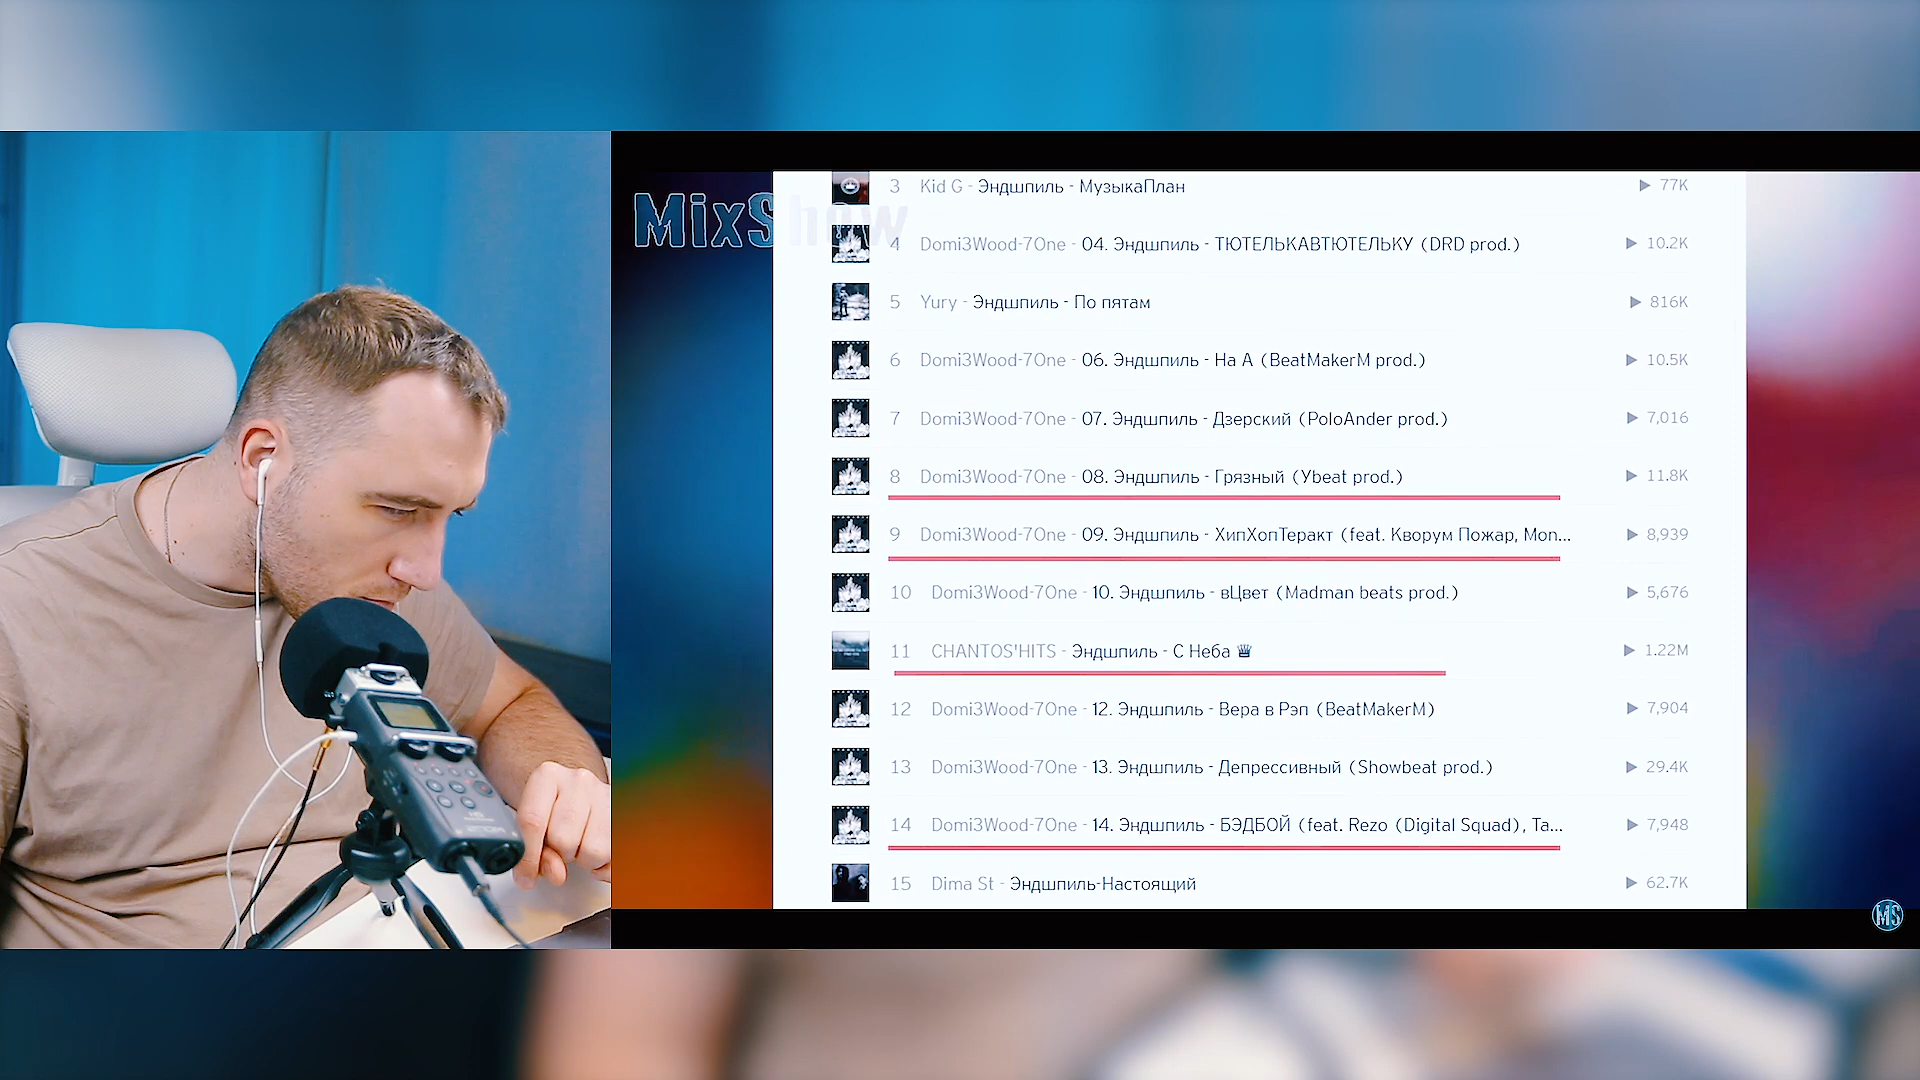 MixShow
3 Kid G - Эндшпиль - МузыкаПлан 77K
4 Domi3Wood-7One - 04. Эндшпиль - ТЮТЕЛЬКАВТЮТЕЛЬКУ (DRD prod.) 10.2K
5 Yury - Эндшпиль - По пятам 816K
6 Domi3Wood-7One - 06. Эндшпиль - На А (BeatMakerM prod.) 10.5K
7 Domi3Wood-7One - 07. Эндшпиль - Дзерский (PoloAnder prod.) 7,016
8 Domi3Wood-7One - 08. Эндшпиль - Грязный (Ybeat prod.) 11.8K
9 Domi3Wood-7One - 09. Эндшпиль - ХипХопТеракт (feat. Кворум Пожар, Mon... 8,939
10 Domi3Wood-7One - 10. Эндшпиль - вЦвет (Madman beats prod.) 5,676
11 CHANTOS'HITS - Эндшпиль - С Неба ♛ 1.22M
12 Domi3Wood-7One - 12. Эндшпиль - Вера в Рэп (BeatMakerM) 7,904
13 Domi3Wood-7One - 13. Эндшпиль - Депрессивный (Showbeat prod.) 29.4K
14 Domi3Wood-7One - 14. Эндшпиль - БЭДБОЙ (feat. Rezo (Digital Squad), Ta... 7,948
15 Dima St - Эндшпиль-Настоящий 62.7K
MS
H5
zoom